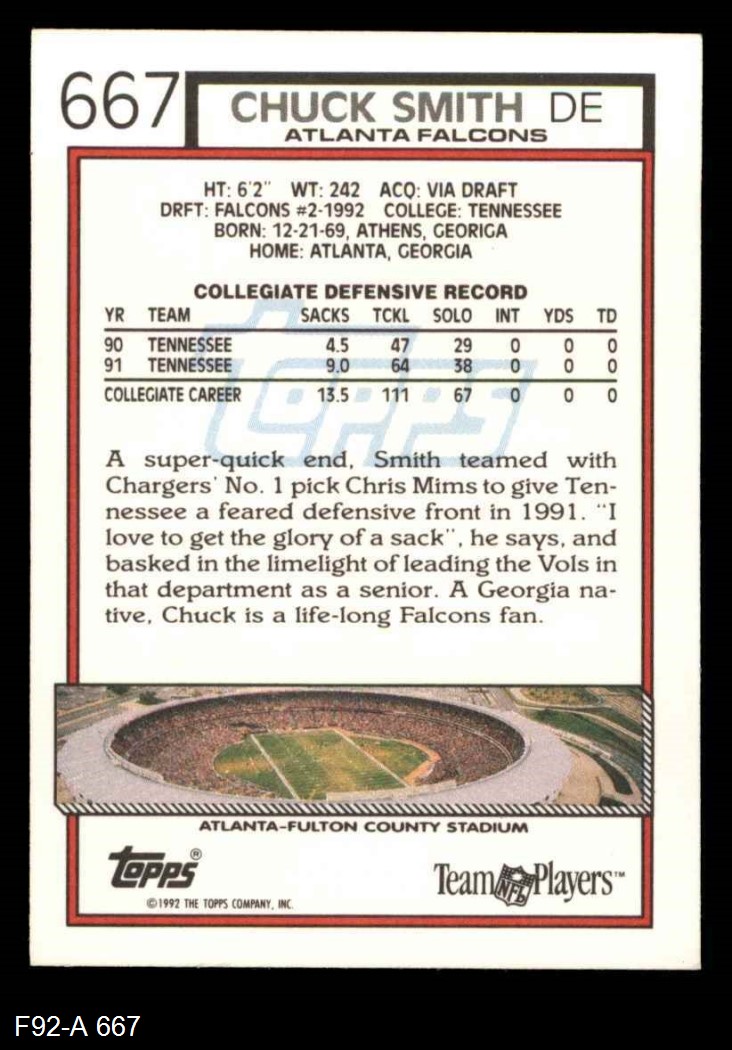 667
CHUCK SMITH DE
ATLANTA FALCONS
HT: 6'2" WT: 242 ACQ: VIA DRAFT
DRFT: FALCONS #2-1992 COLLEGE: TENNESSEE
BORN: 12-21-69, ATHENS, GEORIGA
HOME: ATLANTA, GEORGIA
COLLEGIATE DEFENSIVE RECORD
YR TEAM SACKS TCKL SOLO INT YDS TD
90 TENNESSEE 4.5 47 29 0 0 0
91 TENNESSEE 9.0 64 38 0 0 0
COLLEGIATE CAREER 13.5 111 67 0 0 0
Topps
A super-quick end, Smith teamed with
Chargers' No. 1 pick Chris Mims to give Ten-
nessee a feared defensive front in 1991. "I
love to get the glory of a sack", he says, and
basked in the limelight of leading the Vols in
that department as a senior. A Georgia na-
tive, Chuck is a life-long Falcons fan.
ATLANTA-FULTON COUNTY STADIUM
Topps®
©1992 THE TOPPS COMPANY, INC.
Team NFL Players™
F92-A 667